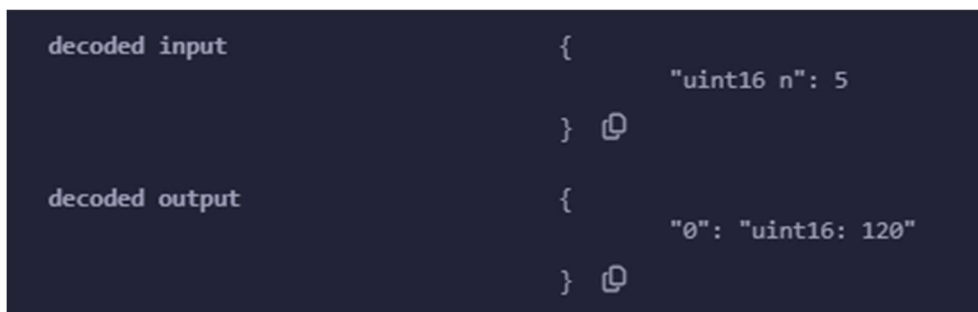 decoded input {
"uint16 n": 5
}
decoded output {
"0": "uint16: 120"
}